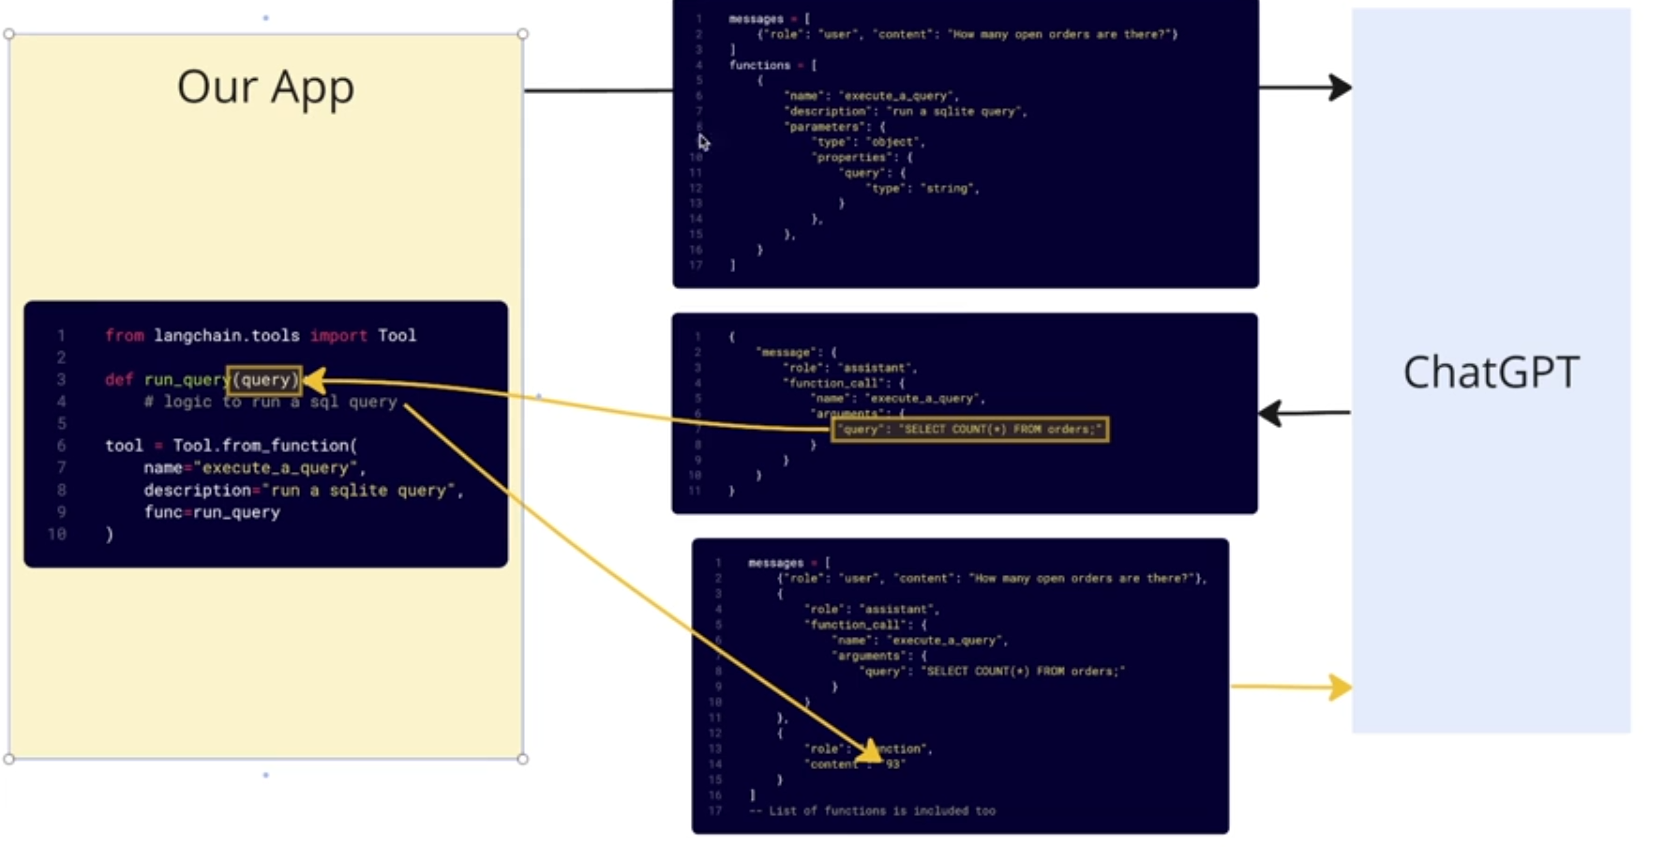 Our App
1 from langchain.tools import Tool
2
3 def run_query(query)
4     # logic to run a sql query
5
6 tool = Tool.from_function(
7     name="execute_a_query",
8     description="run a sqlite query",
9     func=run_query
10 )
1 messages = [
2     {"role": "user", "content": "How many open orders are there?"}
3 ]
4 functions = [
5     {
6         "name": "execute_a_query",
7         "description": "run a sqlite query",
8         "parameters": {
"type": "object",
10             "properties": {
11                 "query": {
12                     "type": "string",
13                 }
14             },
15         },
16     }
17 ]
1 {
2     "message": {
3         "role": "assistant",
4         "function_call": {
5             "name": "execute_a_query",
6             "arguments": {
7                 "query": "SELECT COUNT(*) FROM orders;"
8             }
9         }
10     }
11 }
1 messages = [
2     {"role": "user", "content": "How many open orders are there?"},
3     {
4         "role": "assistant",
5         "function_call": {
6             "name": "execute_a_query",
7             "arguments": {
8                 "query": "SELECT COUNT(*) FROM orders;"
9             }
10         }
11     },
12     {
13         "role": "function",
14         "content": "93"
15     }
16 ]
17 -- List of functions is included too
ChatGPT